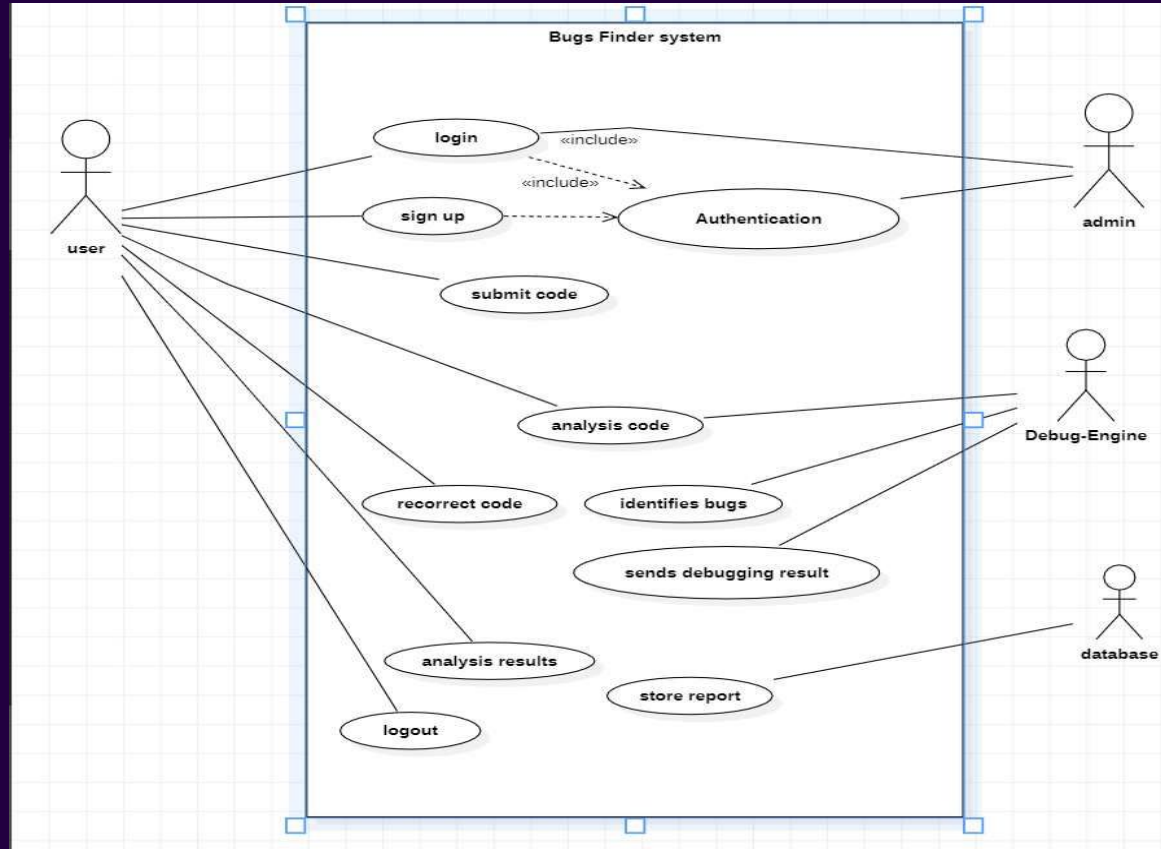 Bugs Finder system
login
«include»
«include»
sign up
Authentication
user
admin
submit code
analysis code
Debug-Engine
recorrect code
identifies bugs
sends debugging result
database
analysis results
store report
logout